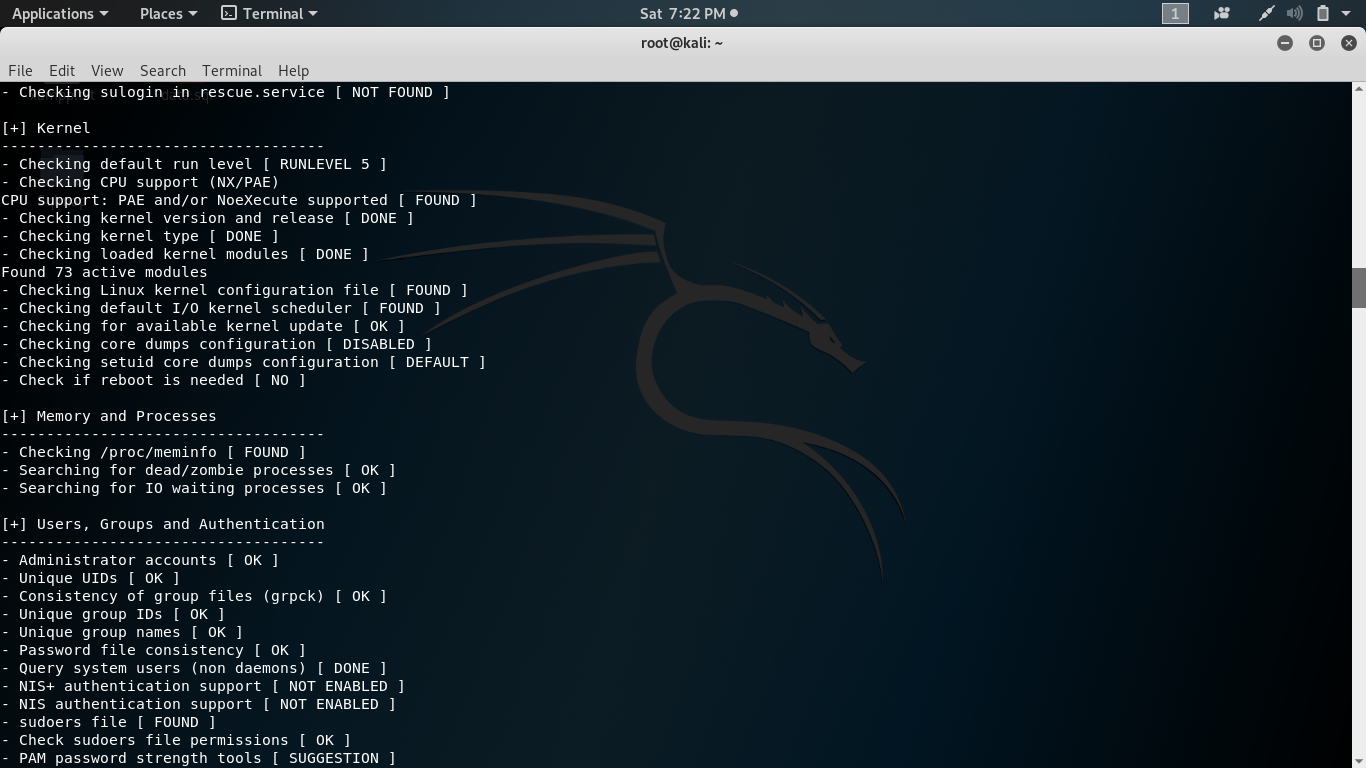 Applications Places Terminal Sat 7:22 PM 1
root@kali: ~
File Edit View Search Terminal Help
- Checking sulogin in rescue.service [ NOT FOUND ]
[+] Kernel
------------------------------------
- Checking default run level [ RUNLEVEL 5 ]
- Checking CPU support (NX/PAE)
CPU support: PAE and/or NoeXecute supported [ FOUND ]
- Checking kernel version and release [ DONE ]
- Checking kernel type [ DONE ]
- Checking loaded kernel modules [ DONE ]
Found 73 active modules
- Checking Linux kernel configuration file [ FOUND ]
- Checking default I/O kernel scheduler [ FOUND ]
- Checking for available kernel update [ OK ]
- Checking core dumps configuration [ DISABLED ]
- Checking setuid core dumps configuration [ DEFAULT ]
- Check if reboot is needed [ NO ]
[+] Memory and Processes
------------------------------------
- Checking /proc/meminfo [ FOUND ]
- Searching for dead/zombie processes [ OK ]
- Searching for IO waiting processes [ OK ]
[+] Users, Groups and Authentication
------------------------------------
- Administrator accounts [ OK ]
- Unique UIDs [ OK ]
- Consistency of group files (grpck) [ OK ]
- Unique group IDs [ OK ]
- Unique group names [ OK ]
- Password file consistency [ OK ]
- Query system users (non daemons) [ DONE ]
- NIS+ authentication support [ NOT ENABLED ]
- NIS authentication support [ NOT ENABLED ]
- sudoers file [ FOUND ]
- Check sudoers file permissions [ OK ]
- PAM password strength tools [ SUGGESTION ]